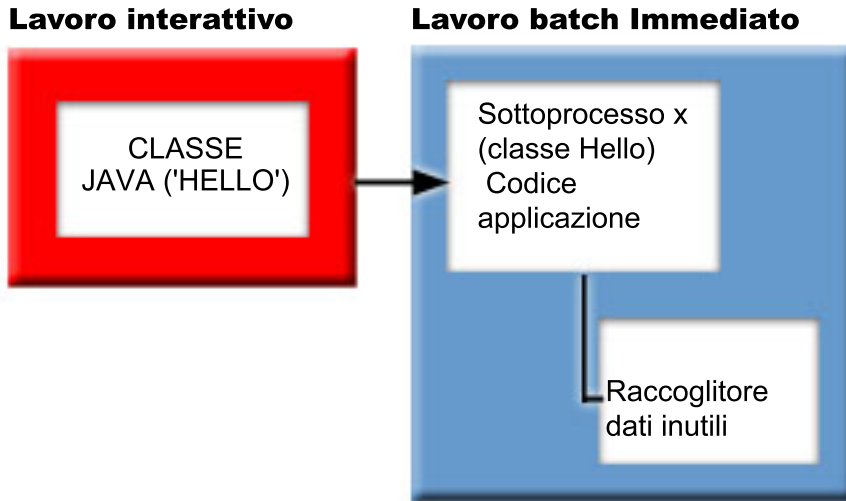 Lavoro interattivo
Lavoro batch Immediato
CLASSE
JAVA ('HELLO')
Sottoprocesso x
(classe Hello)
Codice
applicazione
Raccoglitore
dati inutili